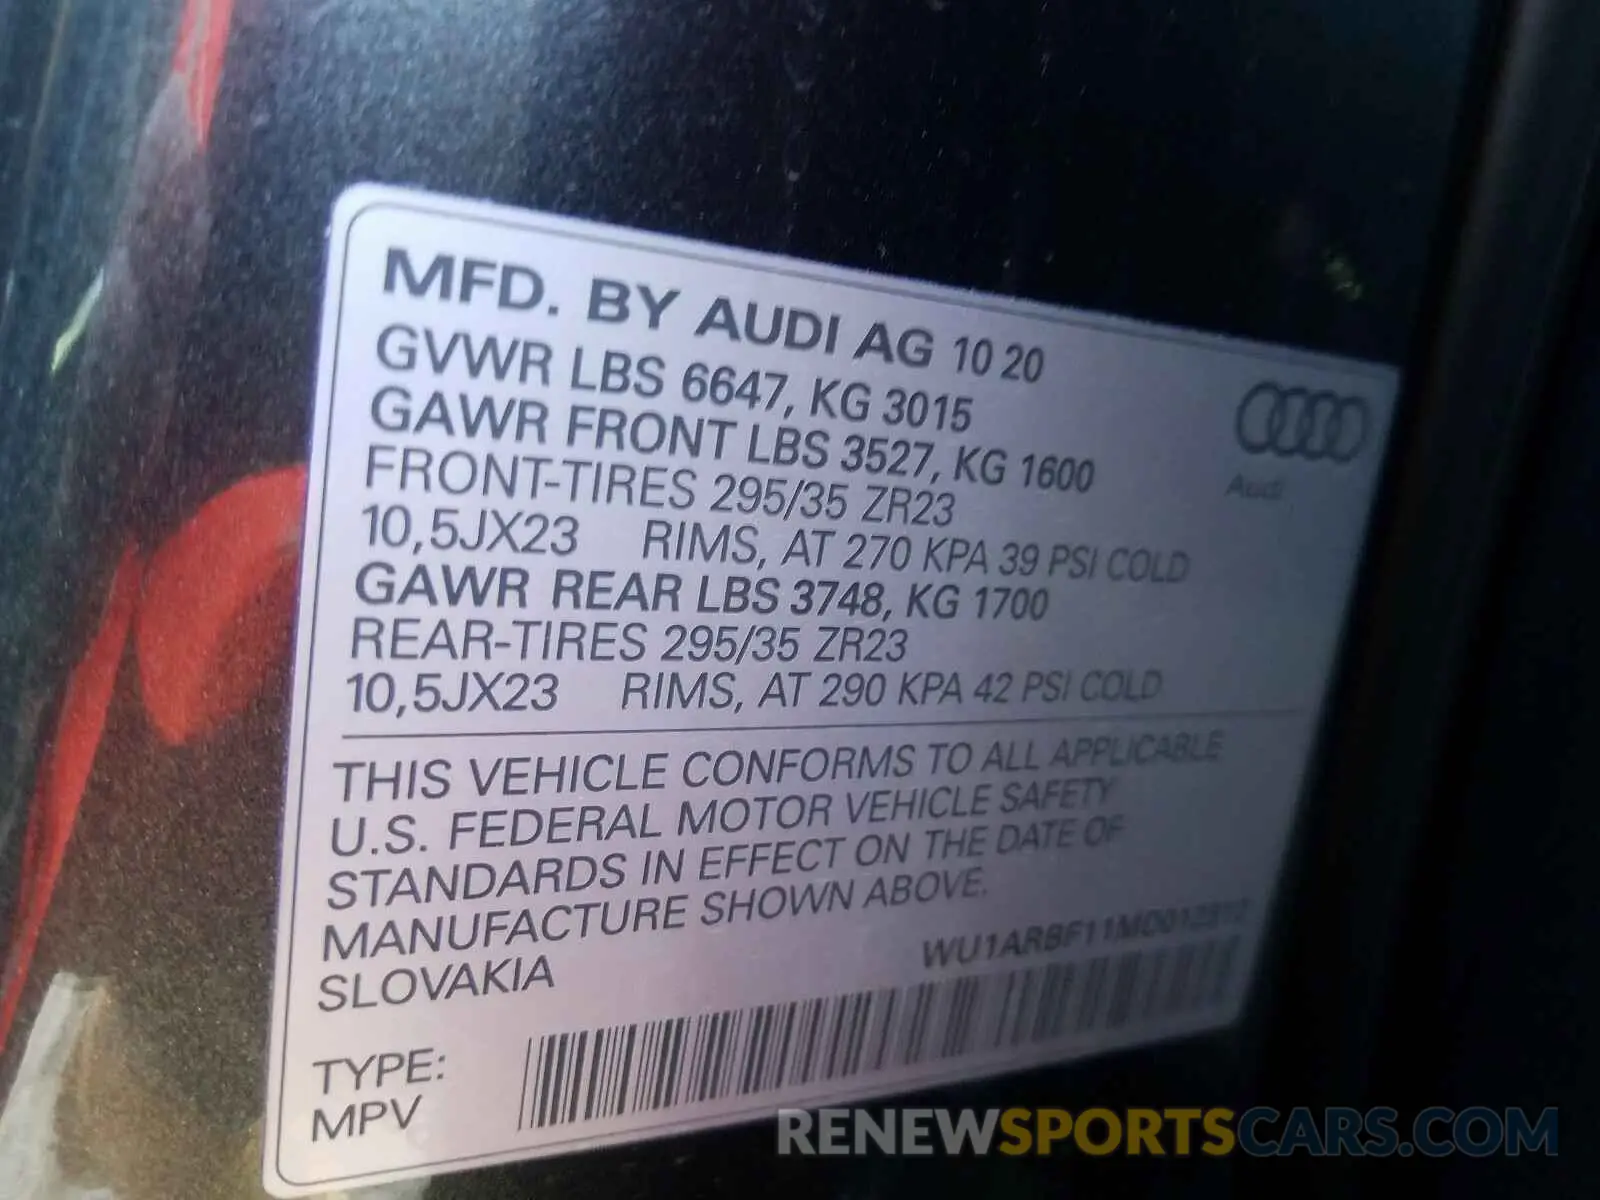 MFD. BY AUDI AG 10 20
GVWR LBS 6647, KG 3015
GAWR FRONT LBS 3527, KG 1600
FRONT-TIRES 295/35 ZR23
10,5JX23 RIMS, AT 270 KPA 39 PSI COLD
GAWR REAR LBS 3748, KG 1700
REAR-TIRES 295/35 ZR23
10,5JX23 RIMS, AT 290 KPA 42 PSI COLD
Audi
THIS VEHICLE CONFORMS TO ALL APPLICABLE
U.S. FEDERAL MOTOR VEHICLE SAFETY
STANDARDS IN EFFECT ON THE DATE OF
MANUFACTURE SHOWN ABOVE.
SLOVAKIA
TYPE:
MPV
RENEWSPORTSCARS.COM